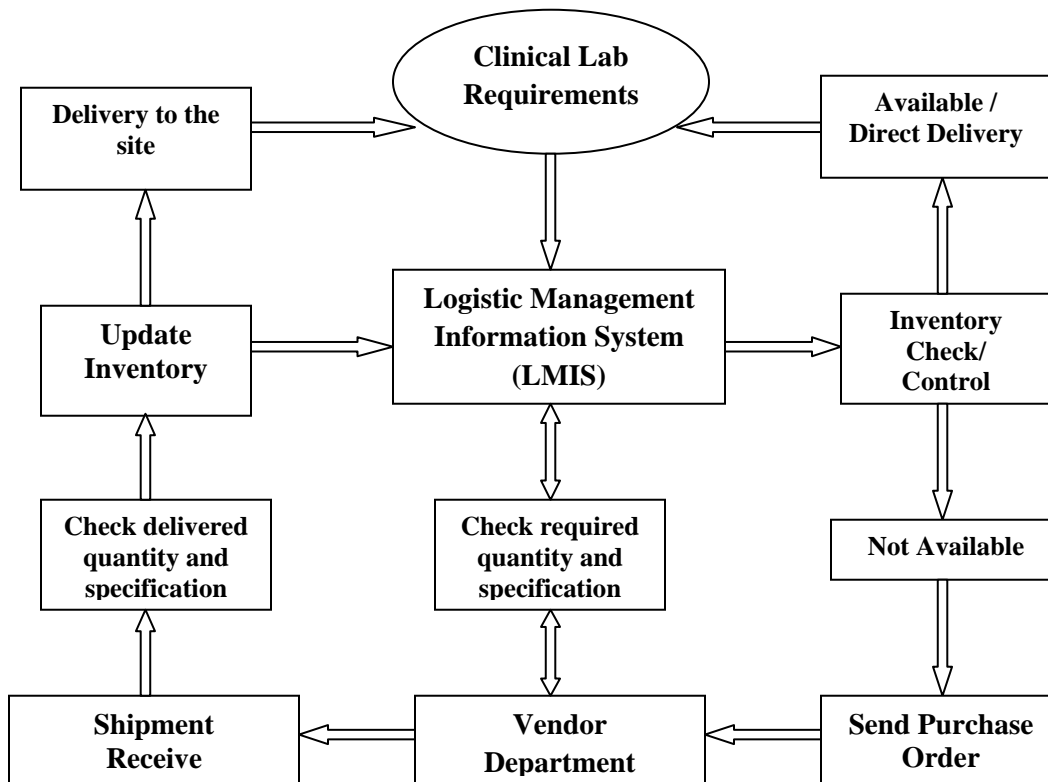 Clinical Lab
Requirements
Delivery to the
site
Available /
Direct Delivery
Logistic Management
Information System
(LMIS)
Update
Inventory
Inventory
Check/
Control
Check delivered
quantity and
specification
Check required
quantity and
specification
Not Available
Shipment
Receive
Vendor
Department
Send Purchase
Order